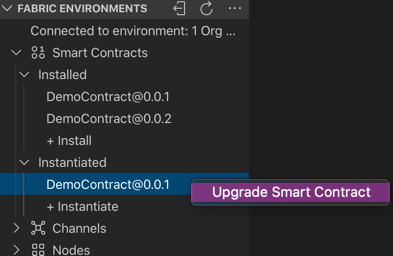 FABRIC ENVIRONMENTS
Connected to environment: 1 Org ...
Smart Contracts
Installed
DemoContract@0.0.1
DemoContract@0.0.2
+ Install
Instantiated
DemoContract@0.0.1
Upgrade Smart Contract
+ Instantiate
Channels
Nodes